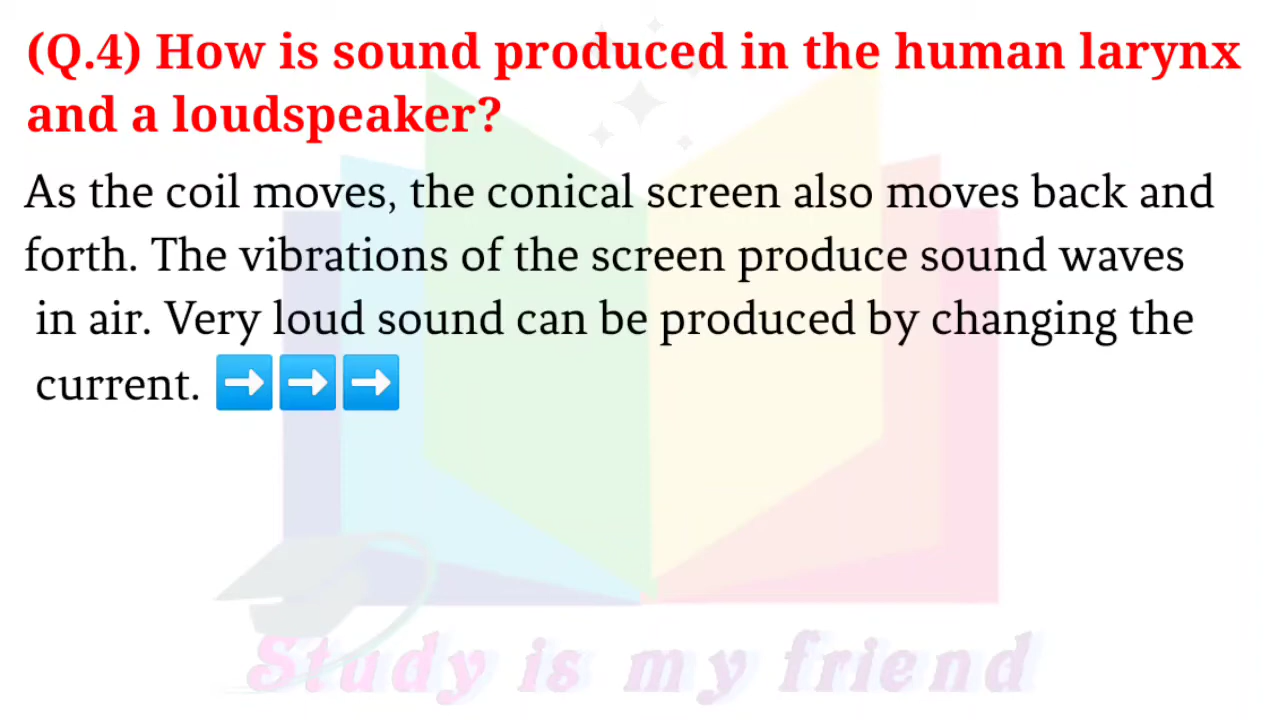 (Q.4) How is sound produced in the human larynx
and a loudspeaker?
As the coil moves, the conical screen also moves back and
forth. The vibrations of the screen produce sound waves
in air. Very loud sound can be produced by changing the
current. ➡️➡️➡️
Study is my friend